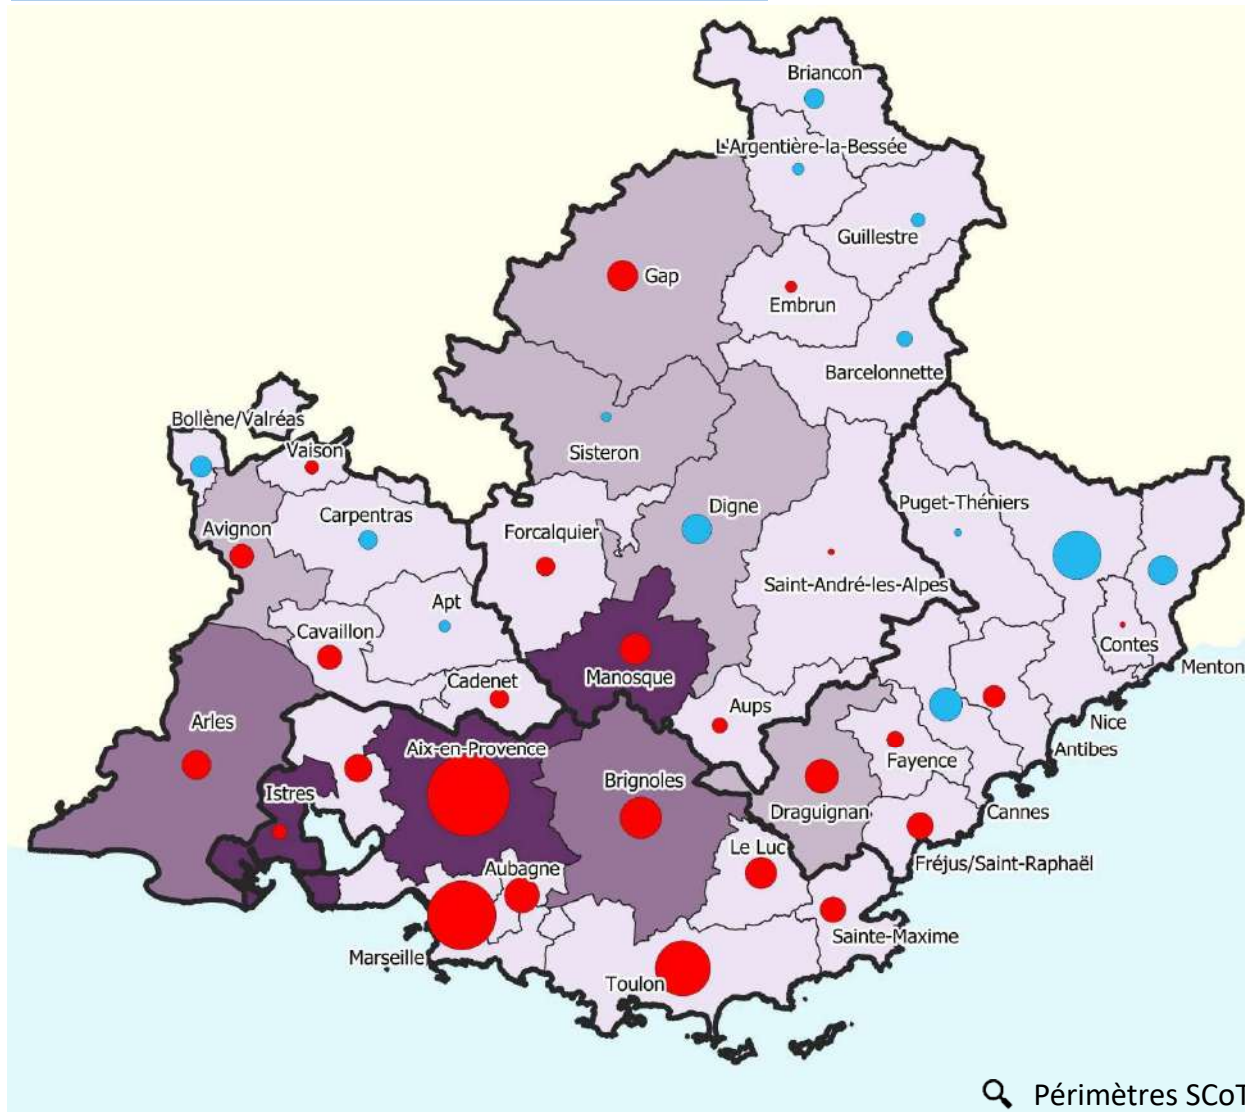 Briancon
L'Argentière-la-Bessée
Guillestre
Gap
Embrun
Barcelonnette
Bollène/Valréas
Vaison
Sisteron
Puget-Théniers
Digne
Carpentras
Avignon
Forcalquier
Saint-André-les-Alpes
Apt
Cavaillon
Contes
Menton
Manosque
Cadenet
Aups
Arles
Nice
Aix-en-Provence
Antibes
Fayence
Brignoles
Istres
Draguignan
Cannes
Le Luc
Fréjus/Saint-Raphaël
Aubagne
Sainte-Maxime
Marseille
Toulon
Périmètres SCoT